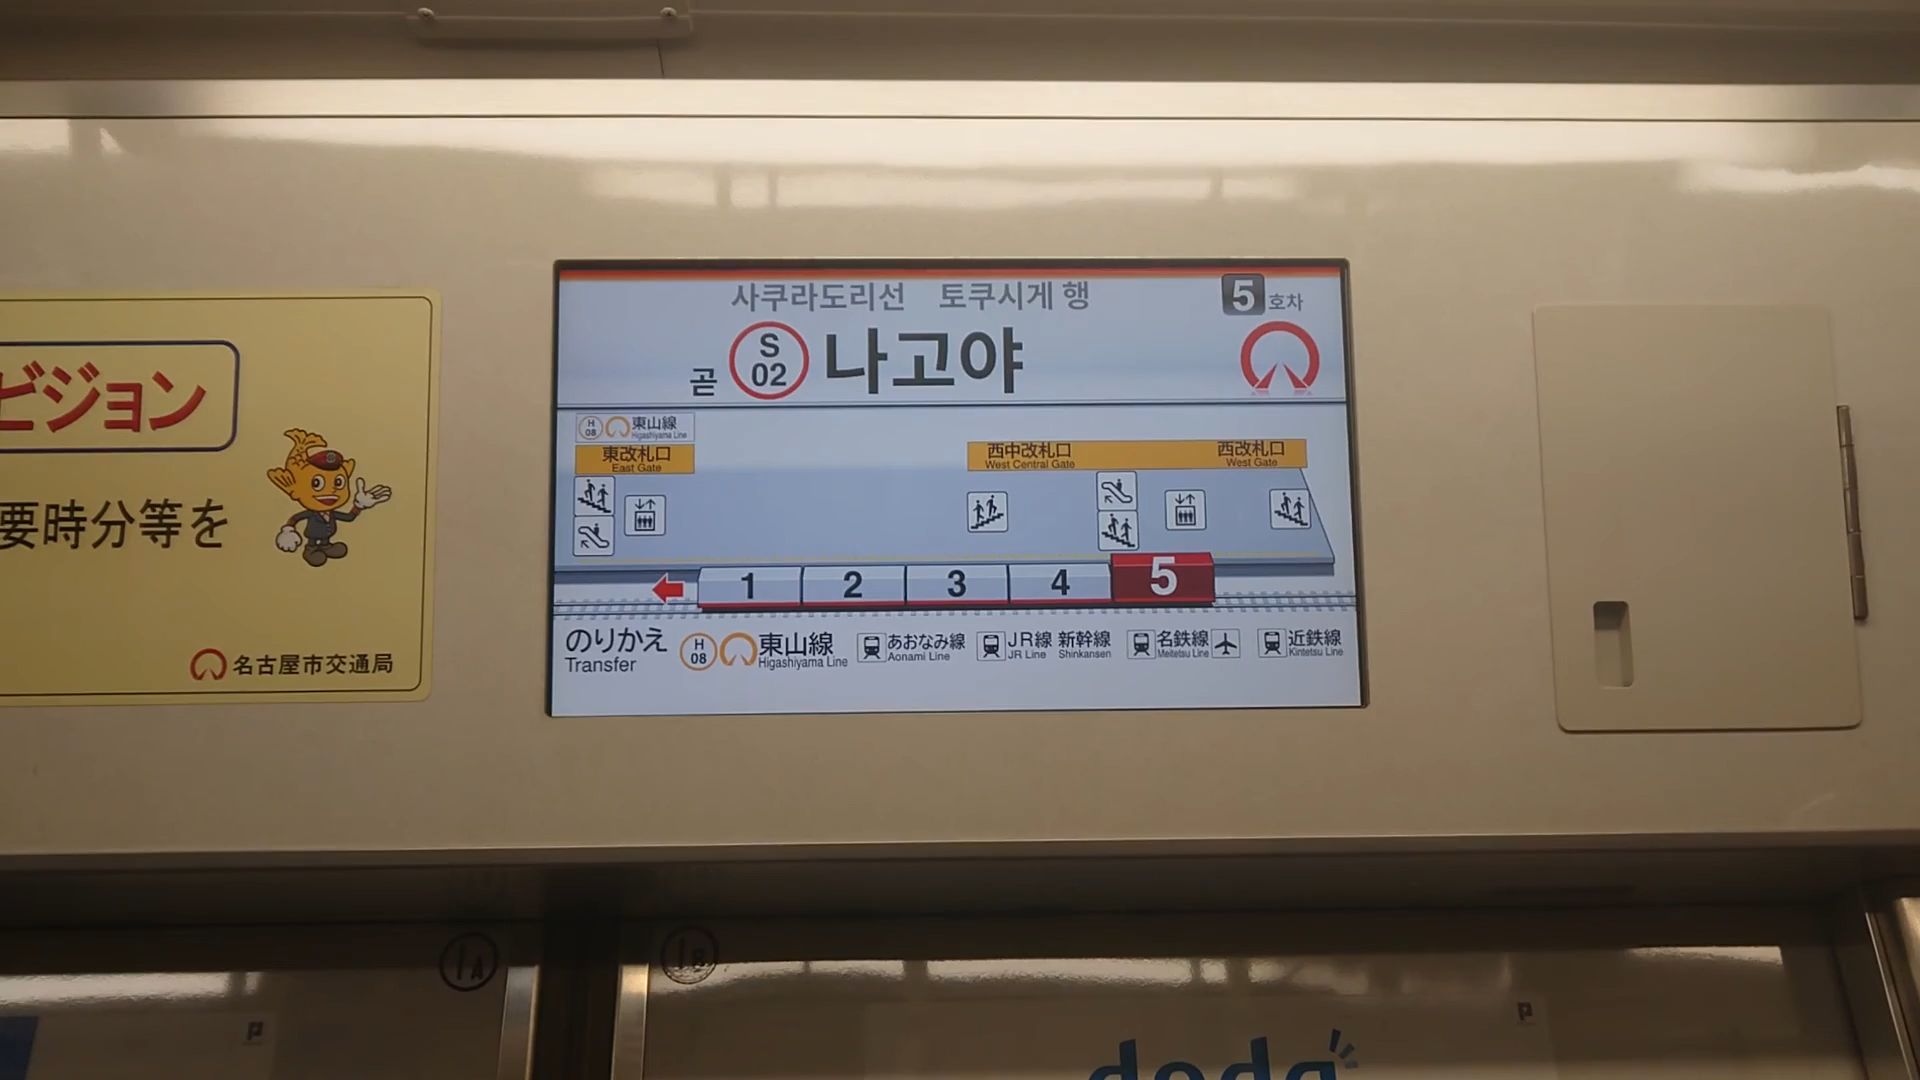 ビジョン
要時分等を
名古屋市交通局
사쿠라도리선 토쿠시게 행
5 호차
곧 S 02 나고야
H 08 東山線
Higashiyama Line
東改札口
East Gate
西中改札口
West Central Gate
西改札口
West Gate
1 2 3 4 5
のりかえ
Transfer
H 08 東山線
Higashiyama Line
あおなみ線
Aonami Line
JR線 新幹線
JR Line Shinkansen
名鉄線
Meitetsu Line
近鉄線
Kintetsu Line
1A
1B
P
P
doda